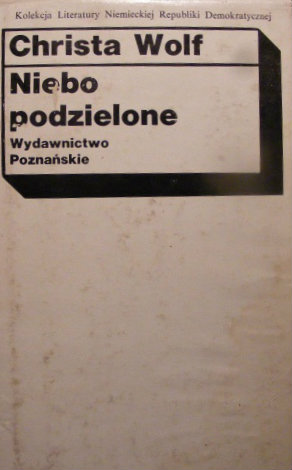 Kolekcja Literatury Niemieckiej Republiki Demokratycznej
Christa Wolf
Niebo
podzielone
Wydawnictwo
Poznańskie